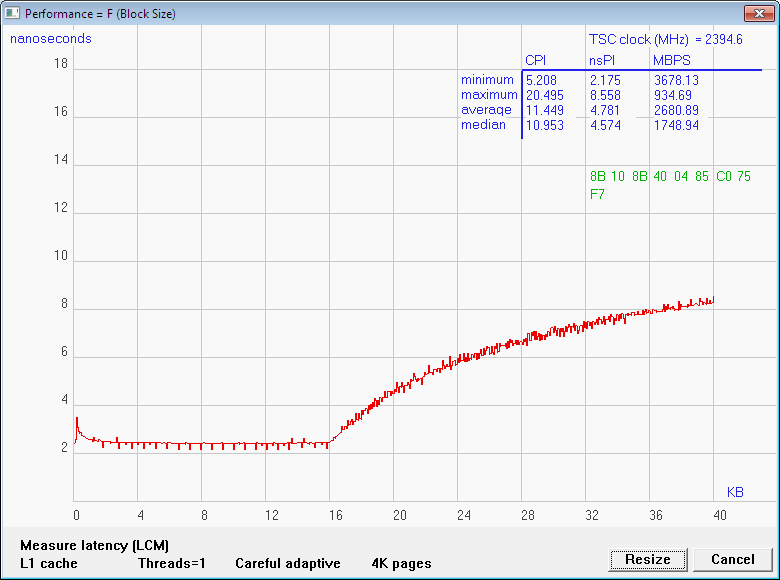 Performance = F (Block Size)
nanoseconds
TSC clock (MHz) = 2394.6
CPI nsPI MBPS
minimum 5.208 2.175 3678.13
maximum 20.495 8.558 934.69
average 11.449 4.781 2680.89
median 10.953 4.574 1748.94
8B 10 8B 40 04 85 C0 75
F7
18
16
14
12
10
8
6
4
2
KB
0 4 8 12 16 20 24 28 32 36 40
Measure latency (LCM)
L1 cache Threads=1 Careful adaptive 4K pages
Resize Cancel